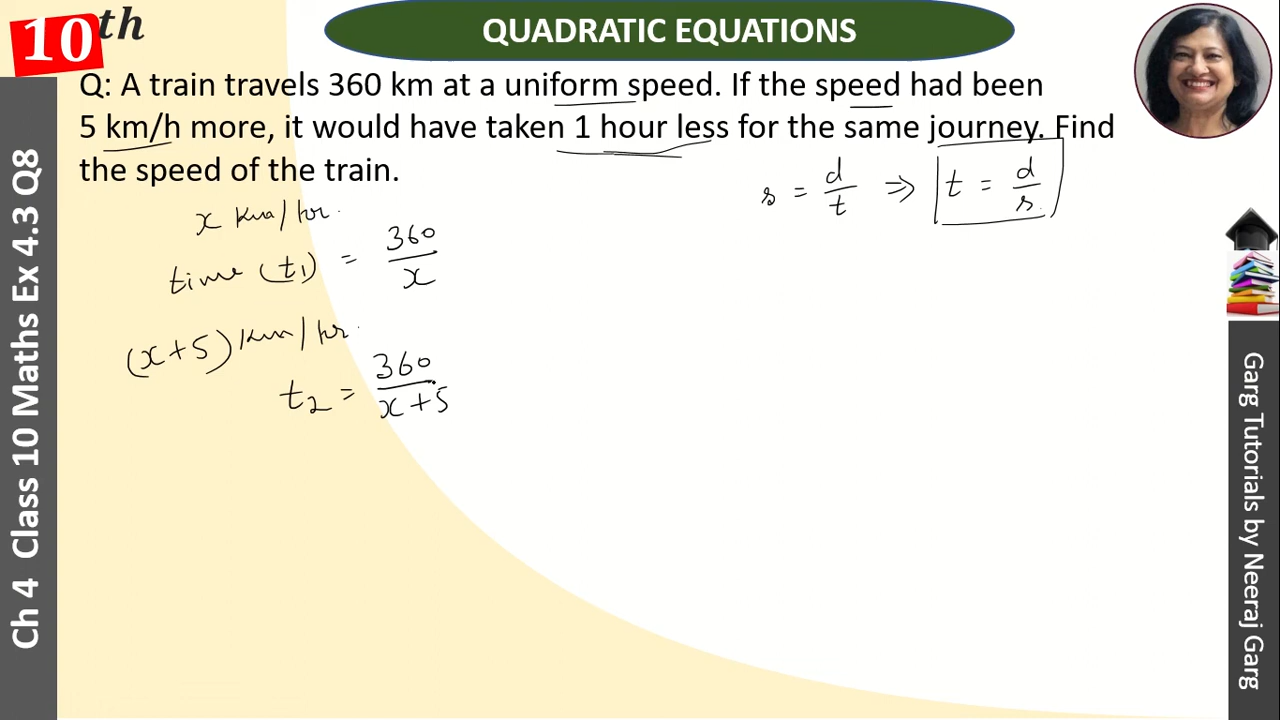 10th
QUADRATIC EQUATIONS
Q: A train travels 360 km at a uniform speed. If the speed had been
5 km/h more, it would have taken 1 hour less for the same journey. Find
the speed of the train.
s = d/t ⇒ t = d/s
x km/hr.
time (t1) = 360/x
(x+5) km/hr.
t2 = 360/x+5
Ch 4 Class 10 Maths Ex 4.3 Q8
Garg Tutorials by Neeraj Garg